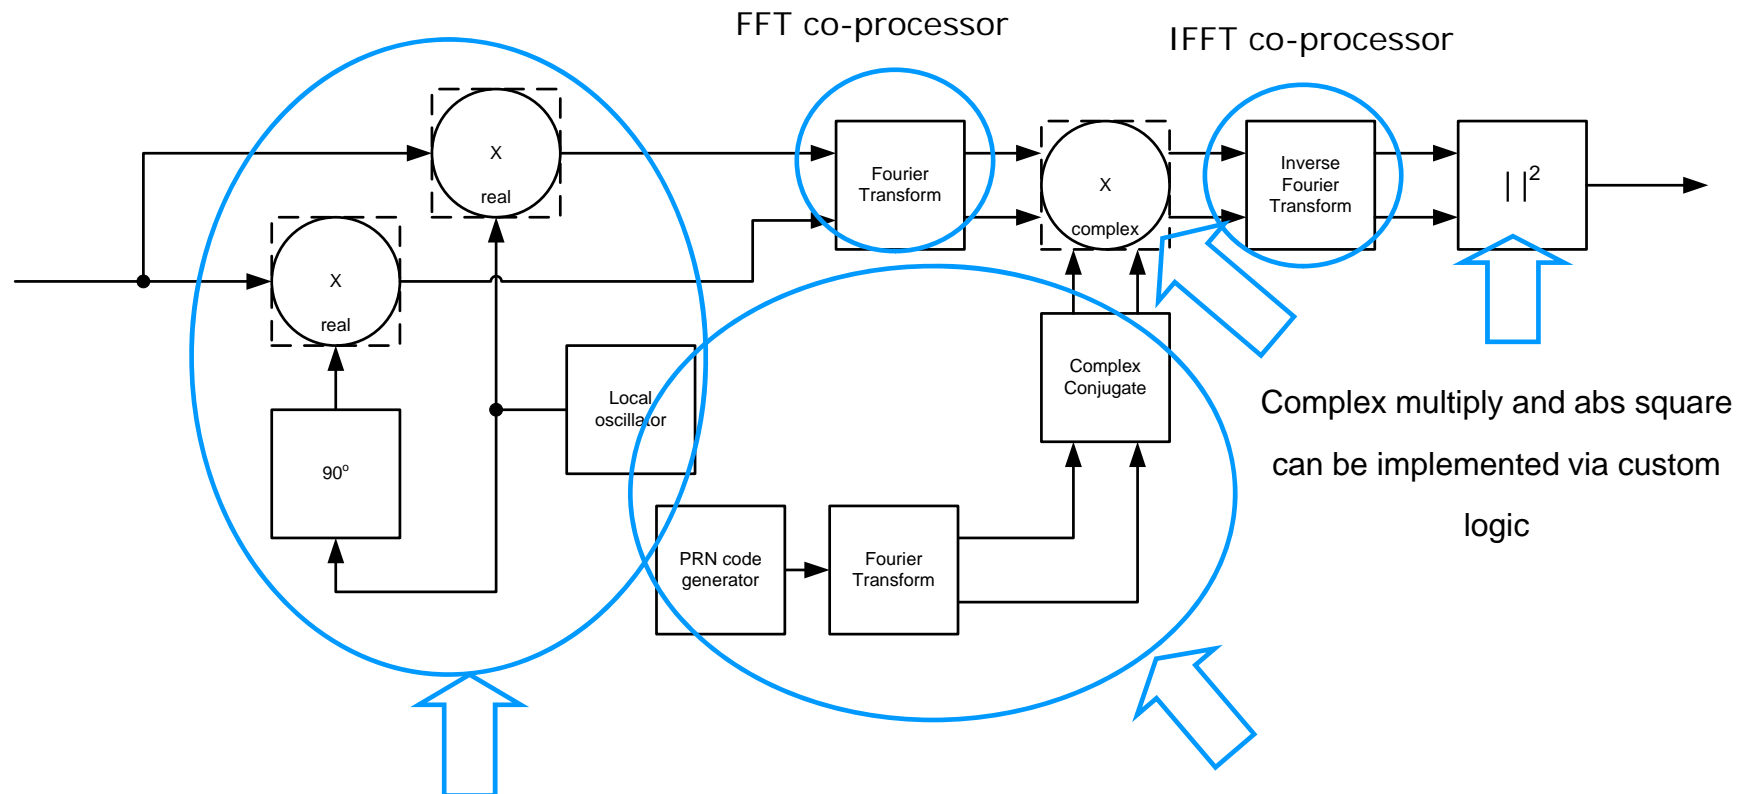 FFT co-processor
IFFT co-processor
X
real
Fourier
Transform
X
complex
Inverse
Fourier
Transform
| |²
X
real
Local
oscillator
Complex
Conjugate
90°
PRN code
generator
Fourier
Transform
Complex multiply and abs square
can be implemented via custom
logic